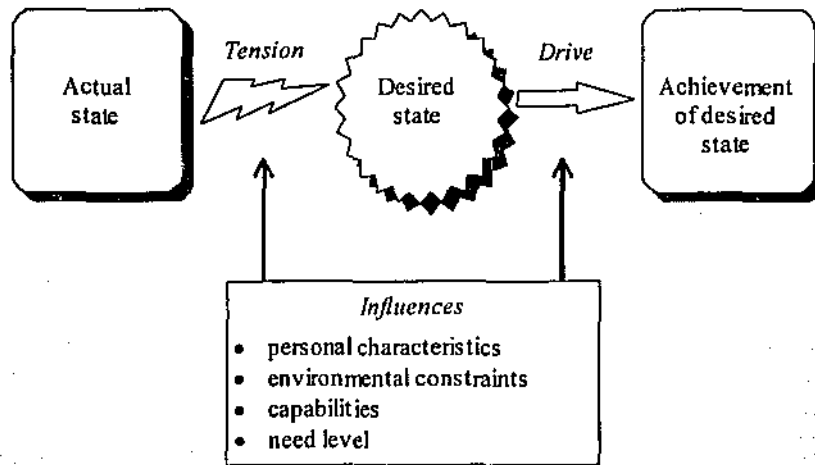 Tension
Drive
Actual
state
Desired
state
Achievement
of desired
state
Influences
• personal characteristics
• environmental constraints
• capabilities
• need level